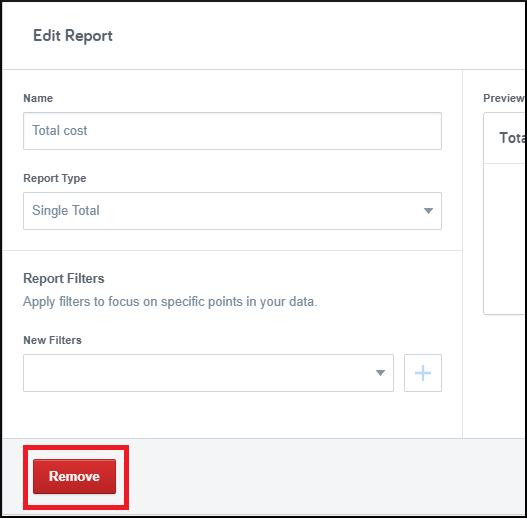 Edit Report
Name
Total cost
Report Type
Single Total
Report Filters
Apply filters to focus on specific points in your data.
New Filters
Remove
Preview